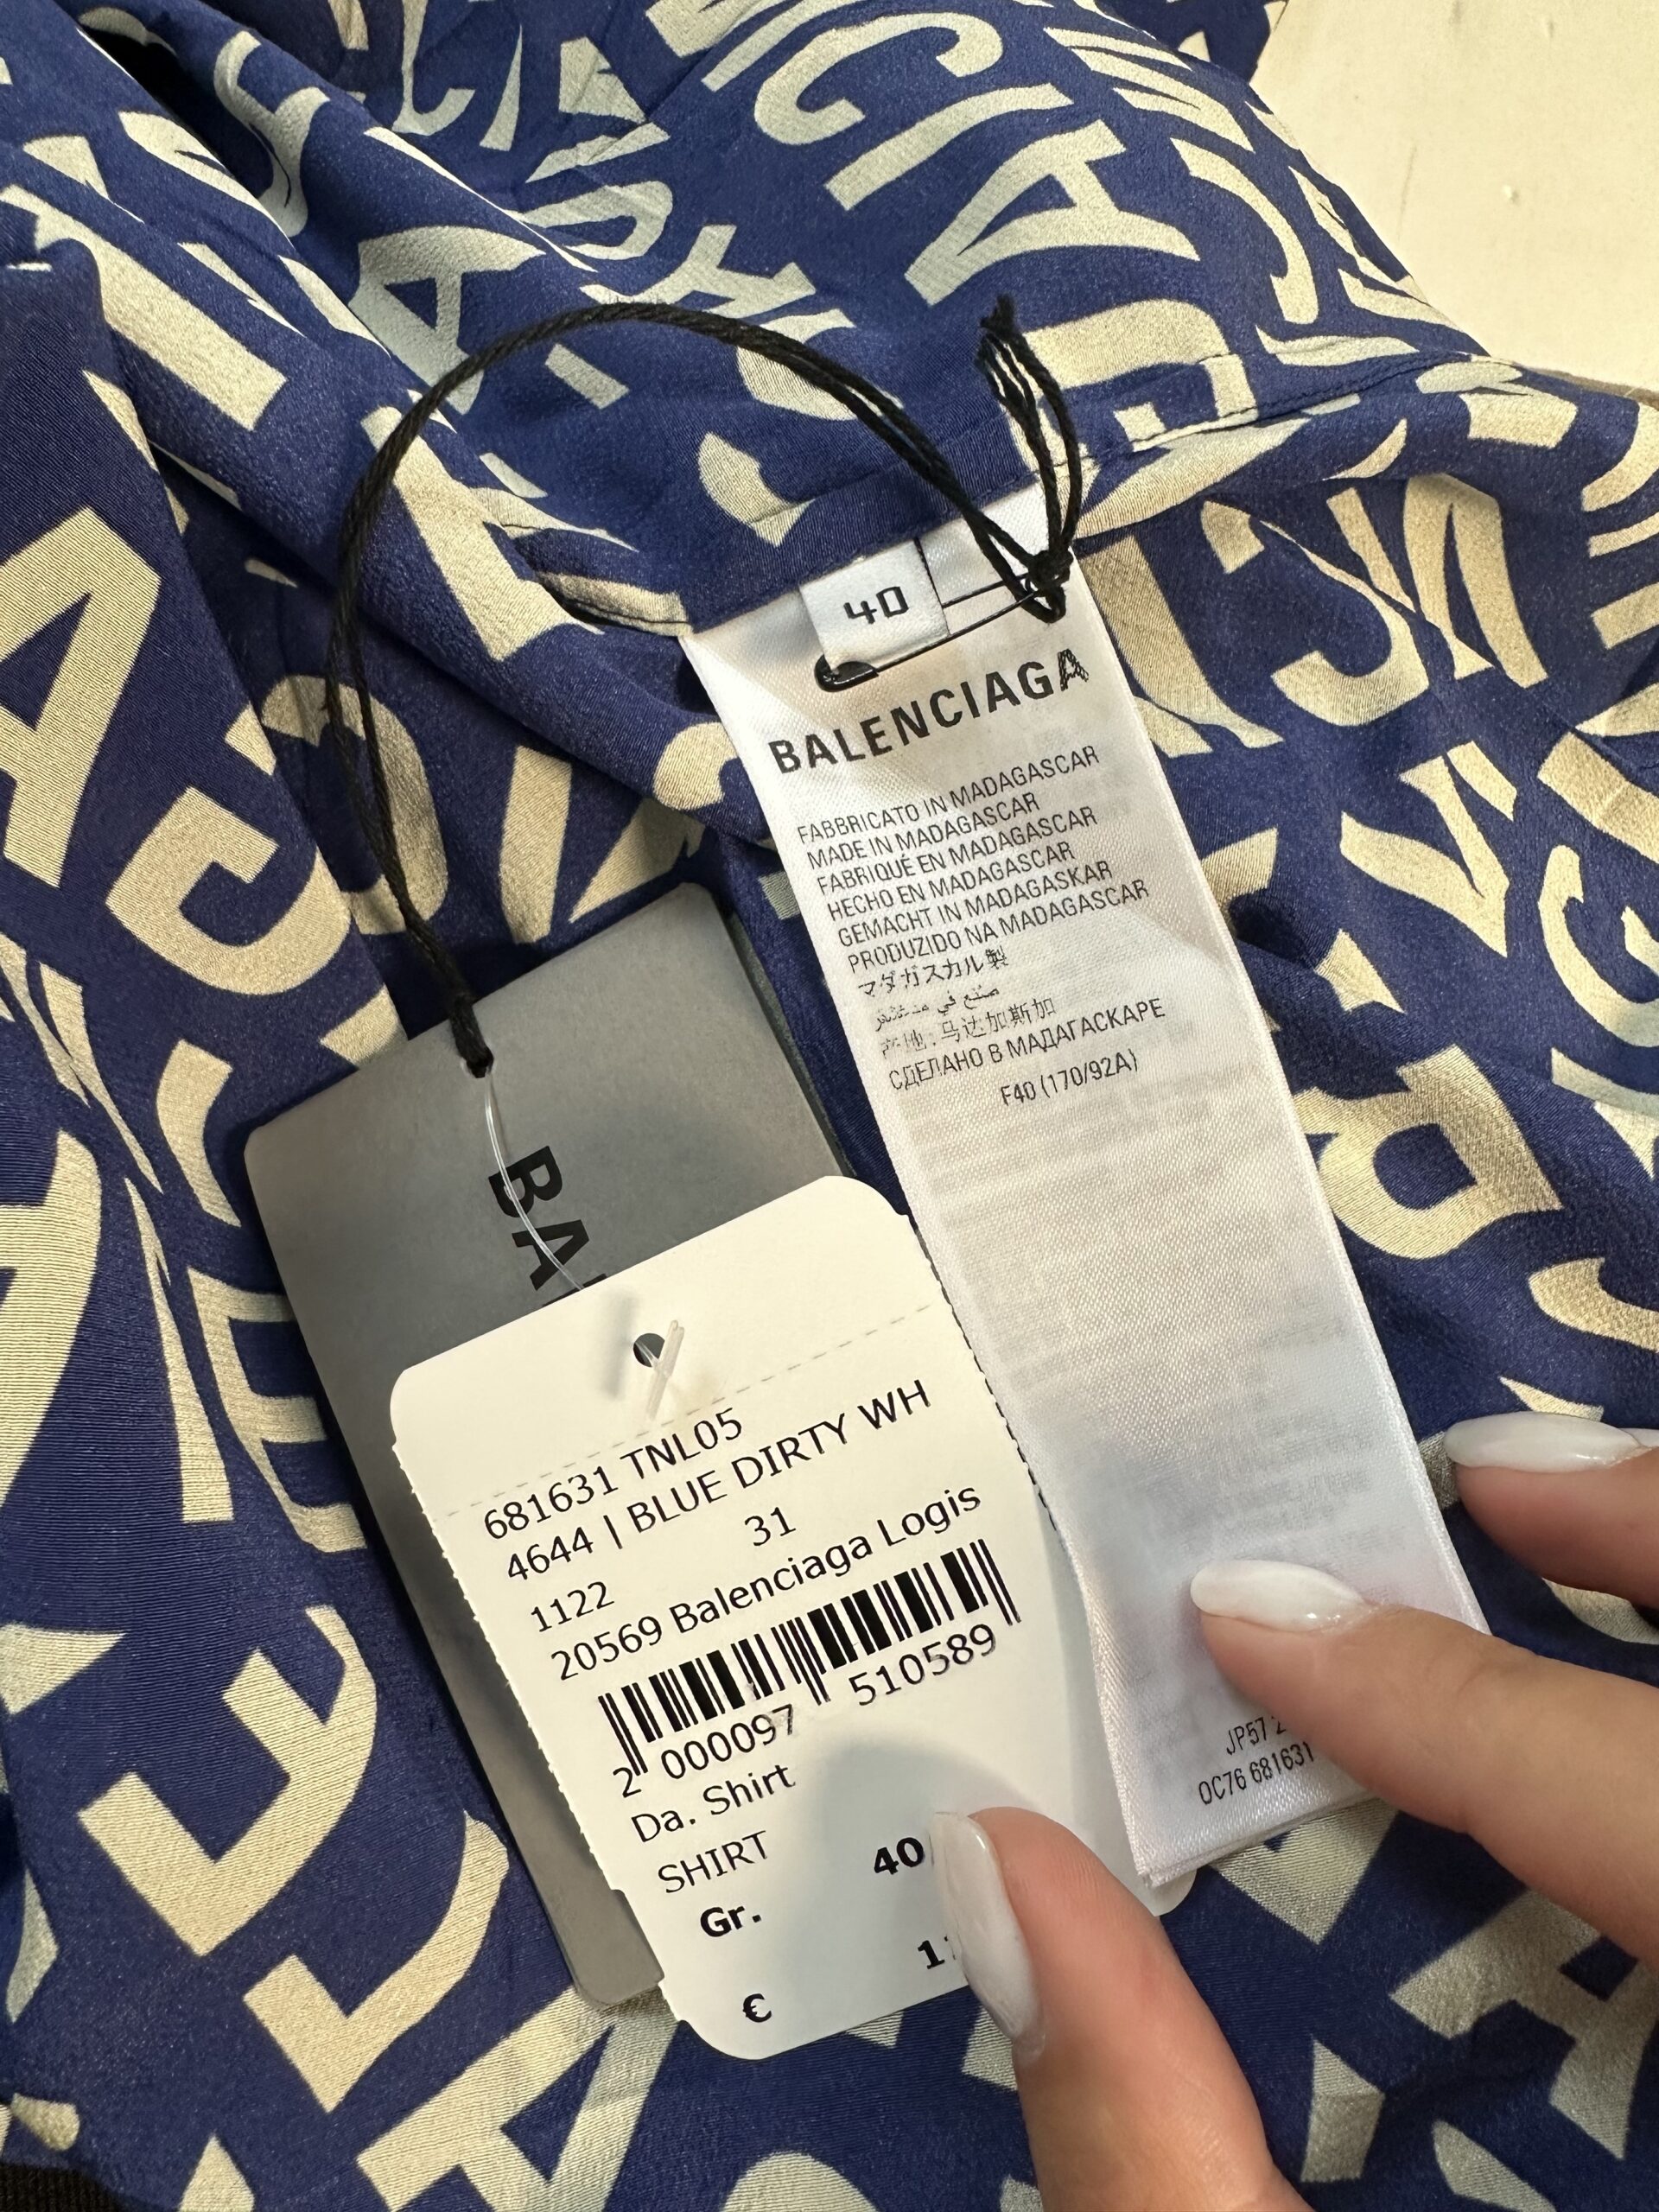 40
BALENCIAGA
FABBRICATO IN MADAGASCAR
MADE IN MADAGASCAR
FABRIQUÉ EN MADAGASCAR
HECHO EN MADAGASCAR
GEMACHT IN MADAGASKAR
PRODUZIDO NA MADAGASCAR
マダガスカル製
صنع في مدغشقر
产地:马达加斯加
СДЕЛАНО В МАДАГАСКАРЕ
F40 (170/92A)
JP57
OC76 681631
BA
681631 TNL05
4644 | BLUE DIRTY WH
31
1122
20569 Balenciaga Logis
2 000097 510589
Da. Shirt
SHIRT
Gr. 40
€